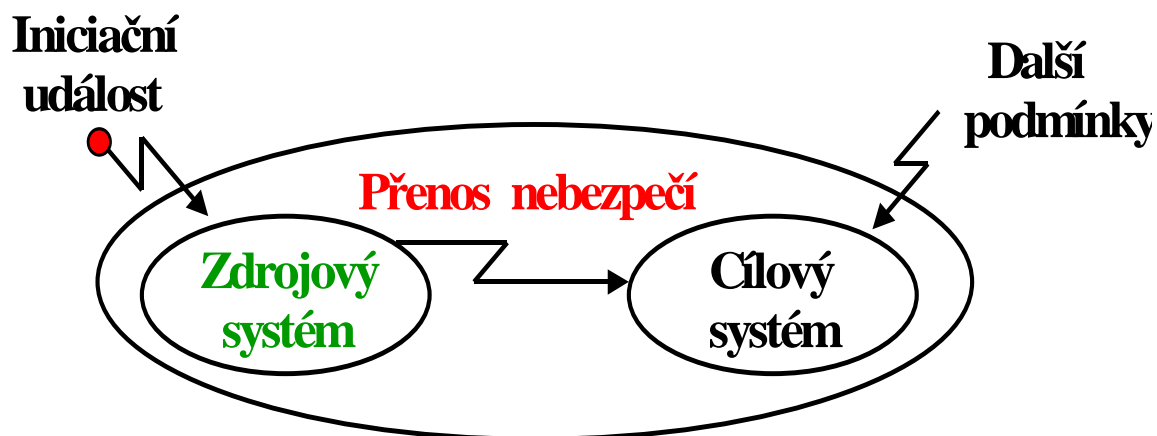 Iniciační
událost
Další
podmínky
Přenos nebezpečí
Zdrojový
systém
Cílový
systém